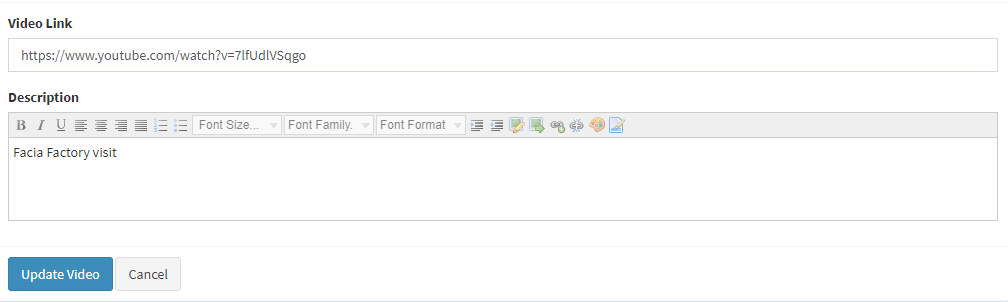 Video Link
https://www.youtube.com/watch?v=7lfUdlVSqgo
Description
B I U Font Size... Font Family. Font Format
Facia Factory visit
Update Video Cancel